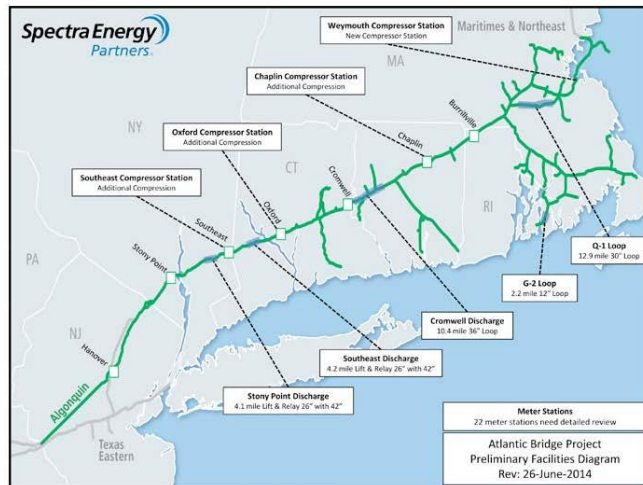 Spectra Energy
Partners
Weymouth Compressor Station
New Compressor Station
Maritimes & Northeast
MA
Chaplin Compressor Station
Additional Compression
NY
Oxford Compressor Station
Additional Compression
CT
Southeast Compressor Station
Additional Compression
Burrillville
Chaplin
Cromwell
Oxford
Southeast
Stony Point
RI
PA
NJ
Hanover
Algonquin
Texas
Eastern
Q-1 Loop
12.9 mile 30" Loop
G-2 Loop
2.2 mile 12" Loop
Cromwell Discharge
10.4 mile 36" Loop
Southeast Discharge
4.2 mile Lift & Relay 26" with 42"
Stony Point Discharge
4.1 mile Lift & Relay 26" with 42"
Meter Stations
22 meter stations need detailed review
Atlantic Bridge Project
Preliminary Facilities Diagram
Rev: 26-June-2014